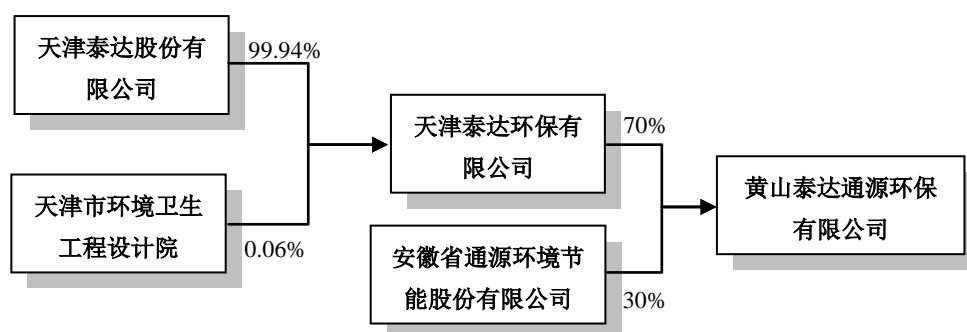 天津泰达股份有
限公司
99.94%
天津市环境卫生
工程设计院
0.06%
天津泰达环保有
限公司
70%
安徽省通源环境节
能股份有限公司
30%
黄山泰达通源环保
有限公司